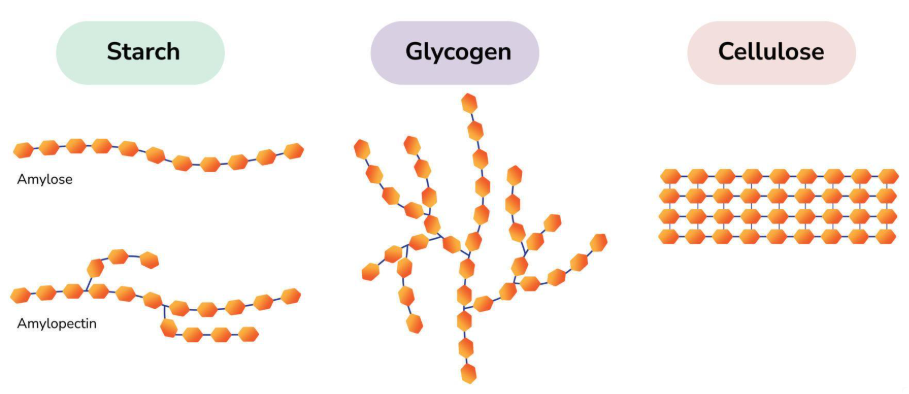 Starch
Glycogen
Cellulose
Amylose
Amylopectin